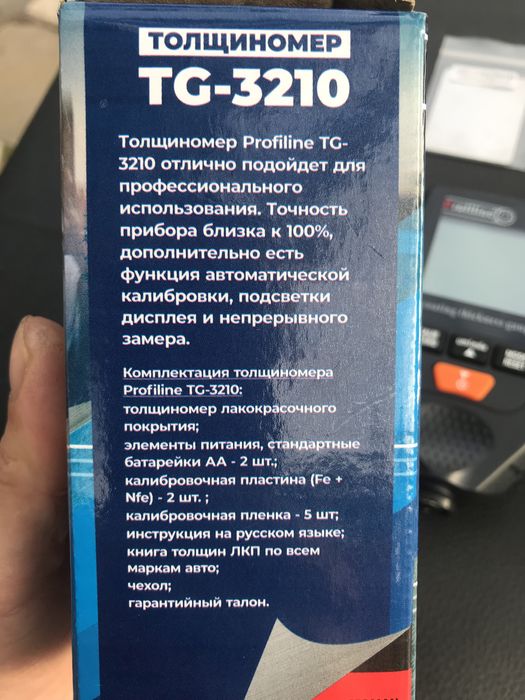 ТОЛЩИНОМЕР
TG-3210
Толщиномер Profiline TG-
3210 отлично подойдет для
профессионального
использования. Точность
прибора близка к 100%,
дополнительно есть
функция автоматической
калибровки, подсветки
дисплея и непрерывного
замера.
Комплектация толщиномера
Profiline TG-3210:
толщиномер лакокрасочного
покрытия;
элементы питания, стандартные
батарейки АА - 2 шт.;
калибровочная пластина (Fe +
Nfe) - 2 шт. ;
калибровочная пленка - 5 шт;
инструкция на русском языке;
книга толщин ЛКП по всем
маркам авто;
чехол;
гарантийный талон.